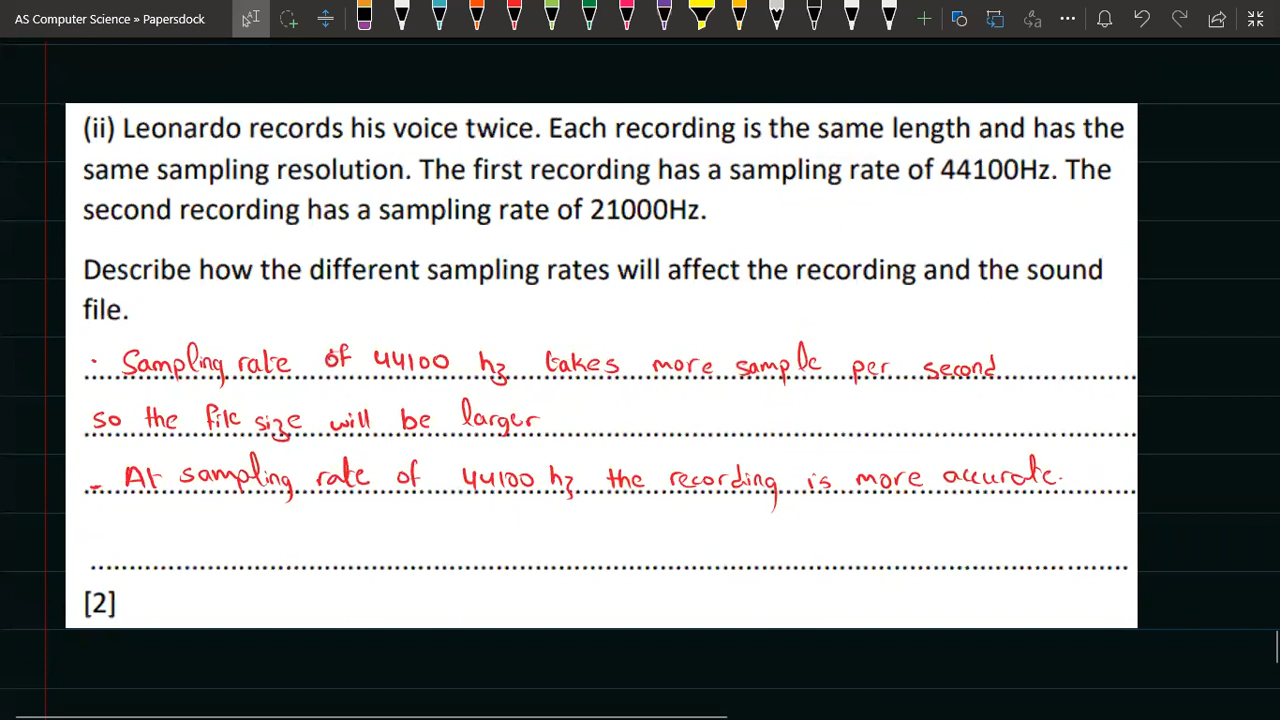 AS Computer Science » Papersdock
(ii) Leonardo records his voice twice. Each recording is the same length and has the
same sampling resolution. The first recording has a sampling rate of 44100Hz. The
second recording has a sampling rate of 21000Hz.
Describe how the different sampling rates will affect the recording and the sound
file.
· Sampling rate of 44100 hz takes more sample per second
so the file size will be larger
- At sampling rate of 44100 hz the recording is more accurate.
[2]